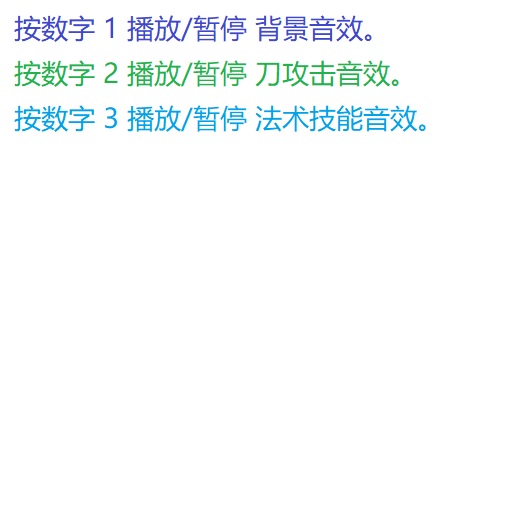 按数字 1 播放/暂停 背景音效。
按数字 2 播放/暂停 刀攻击音效。
按数字 3 播放/暂停 法术技能音效。